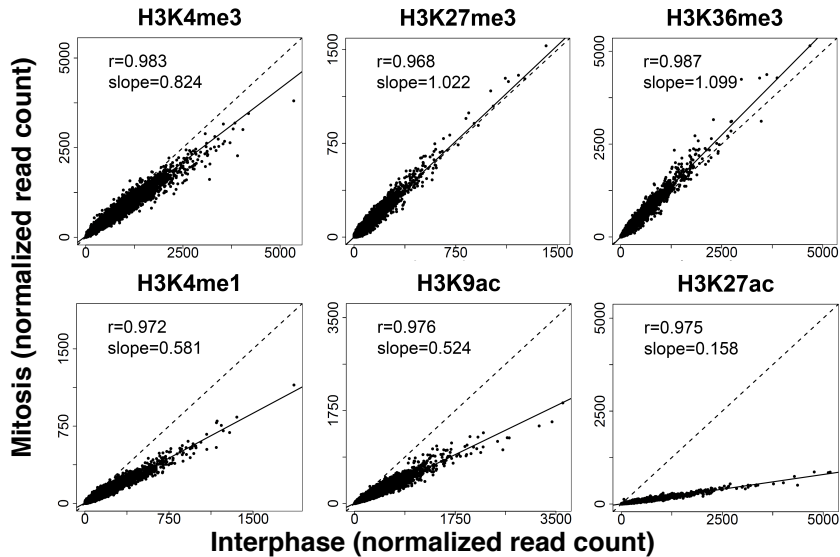 H3K4me3 H3K27me3 H3K36me3
5000 2500 0
r=0.983
slope=0.824
0 2500 5000
1500 750 0
r=0.968
slope=1.022
750 1500
5000 2500 0
r=0.987
slope=1.099
0 2500 5000
H3K4me1 H3K9ac H3K27ac
1500 750 0
r=0.972
slope=0.581
0 750 1500
3500 1750 0
r=0.976
slope=0.524
0 1750 3500
5000 2500 0
r=0.975
slope=0.158
0 2500 5000
Mitosis (normalized read count)
Interphase (normalized read count)